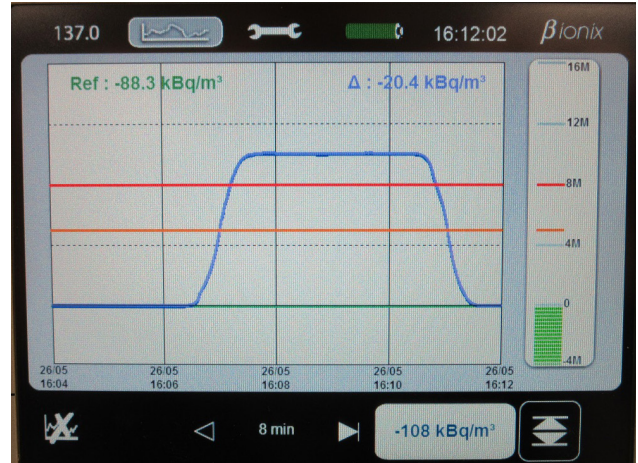 137.0 16:12:02 βionix
Ref : -88.3 kBq/m³ Δ : -20.4 kBq/m³
16M
12M
8M
4M
0
-4M
26/05 26/05 26/05 26/05 26/05
16:04 16:06 16:08 16:10 16:12
8 min -108 kBq/m³